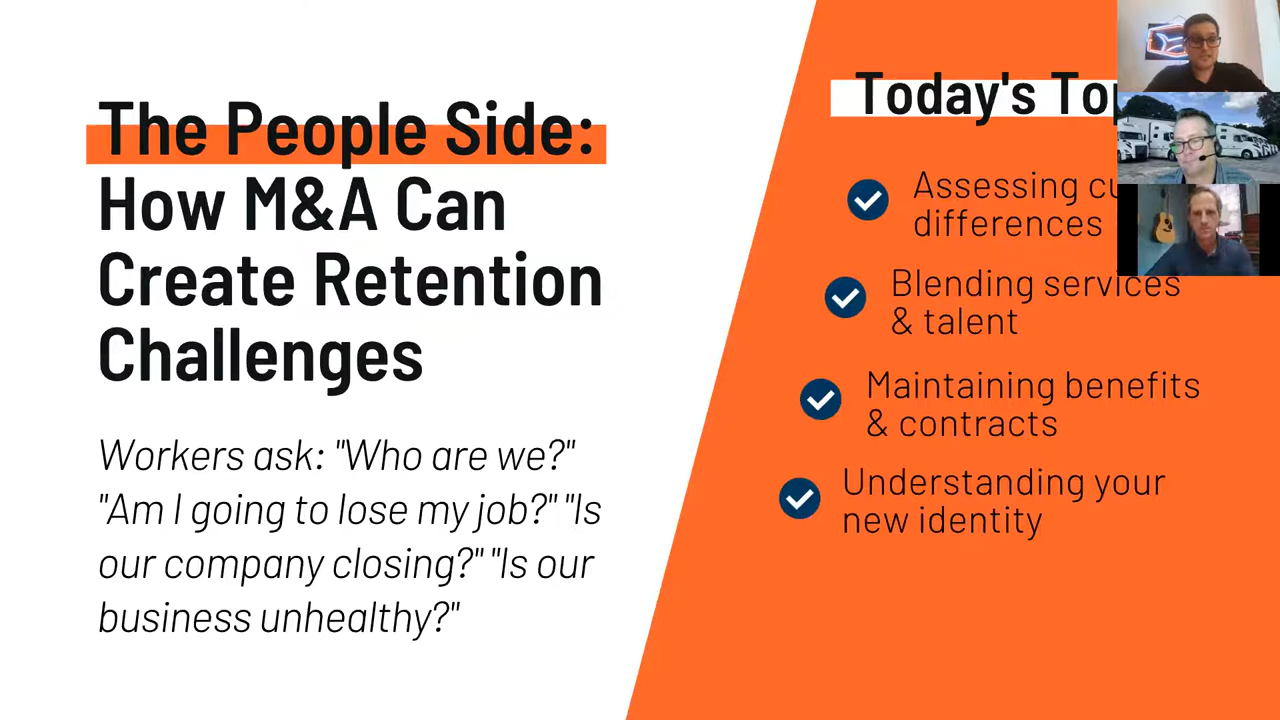 The People Side:
How M&A Can
Create Retention
Challenges
Workers ask: "Who are we?"
"Am I going to lose my job?" "Is
our company closing?" "Is our
business unhealthy?"
Today's
Assessing
differences
Blending services
& talent
Maintaining benefits
& contracts
Understanding your
new identity